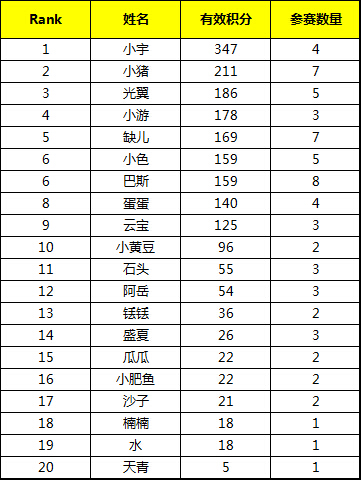 Rank 姓名 有效积分 参赛数量
1 小宇 347 4
2 小猪 211 7
3 光翼 186 5
4 小游 178 3
5 缺儿 169 7
6 小色 159 5
6 巴斯 159 8
8 蛋蛋 140 4
9 云宝 125 3
10 小黄豆 96 2
11 石头 55 3
12 阿岳 54 3
13 铥铥 36 2
14 盛夏 26 3
15 瓜瓜 22 2
16 小肥鱼 22 2
17 沙子 21 2
18 楠楠 18 1
19 水 18 1
20 天青 5 1